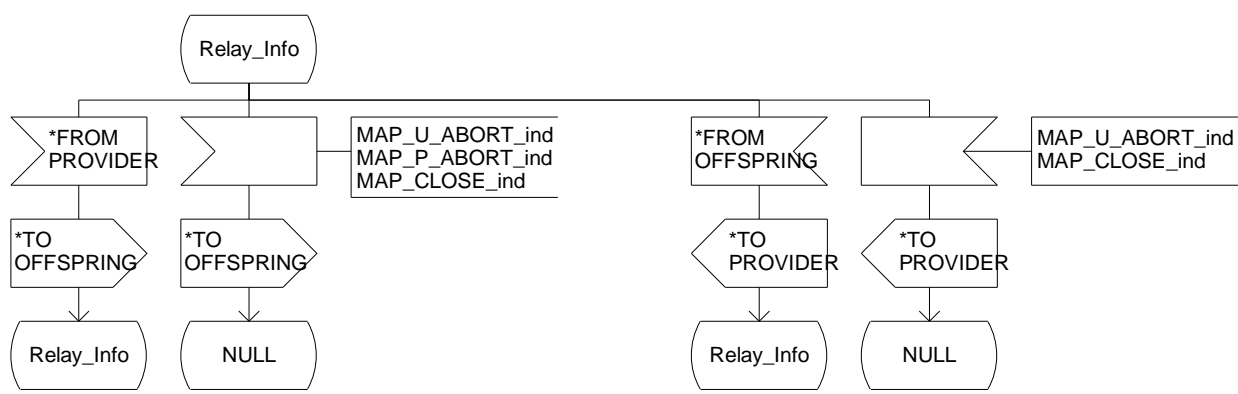 Relay_Info
*FROM
PROVIDER
MAP_U_ABORT_ind
MAP_P_ABORT_ind
MAP_CLOSE_ind
*FROM
OFFSPRING
MAP_U_ABORT_ind
MAP_CLOSE_ind
*TO
OFFSPRING
*TO
OFFSPRING
*TO
PROVIDER
*TO
PROVIDER
Relay_Info
NULL
Relay_Info
NULL